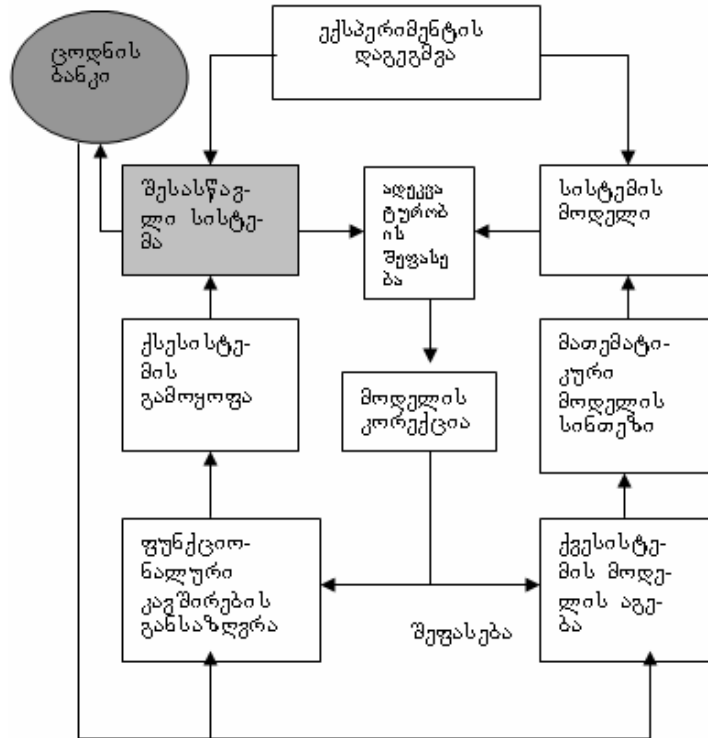 ცოდნის
ბანკი
ექსპერიმენტის
დაგეგმვა
შესასწავ-
ლი სისტე-
მა
ადეკვა
ტურობ
ის
შეფასე
ბა
სისტემის
მოდელი
ქსესისტე-
მის
გამოყოფა
მოდელის
კორექცია
მათემატი-
კური
მოდელის
სინთეზი
ფუნქციო-
ნალური
კავშირების
განსაზღვრა
შეფასება
ქვესისტე-
მის მოდე-
ლის აგე-
ბა